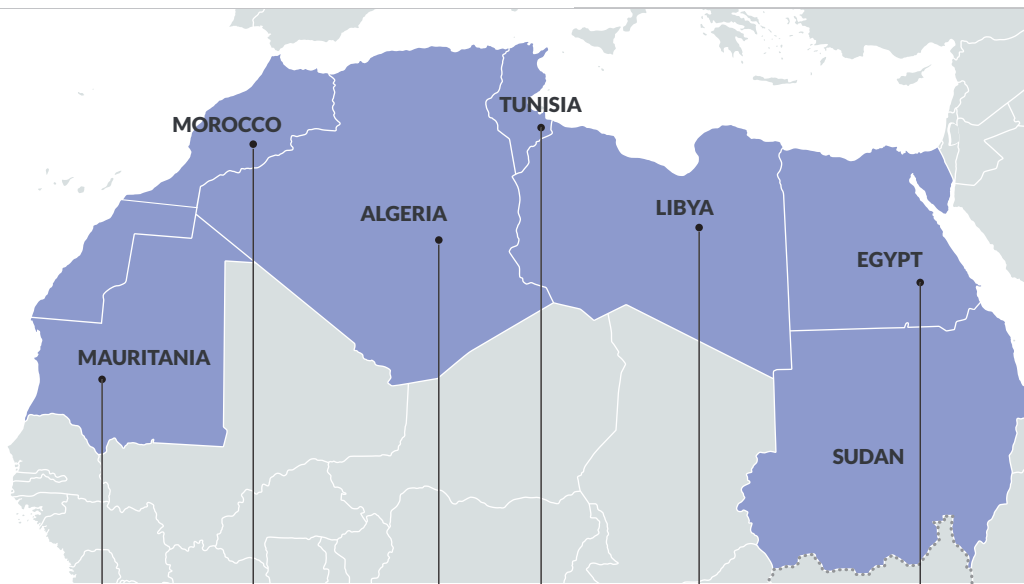 TUNISIA
MOROCCO
ALGERIA
LIBYA
EGYPT
MAURITANIA
SUDAN